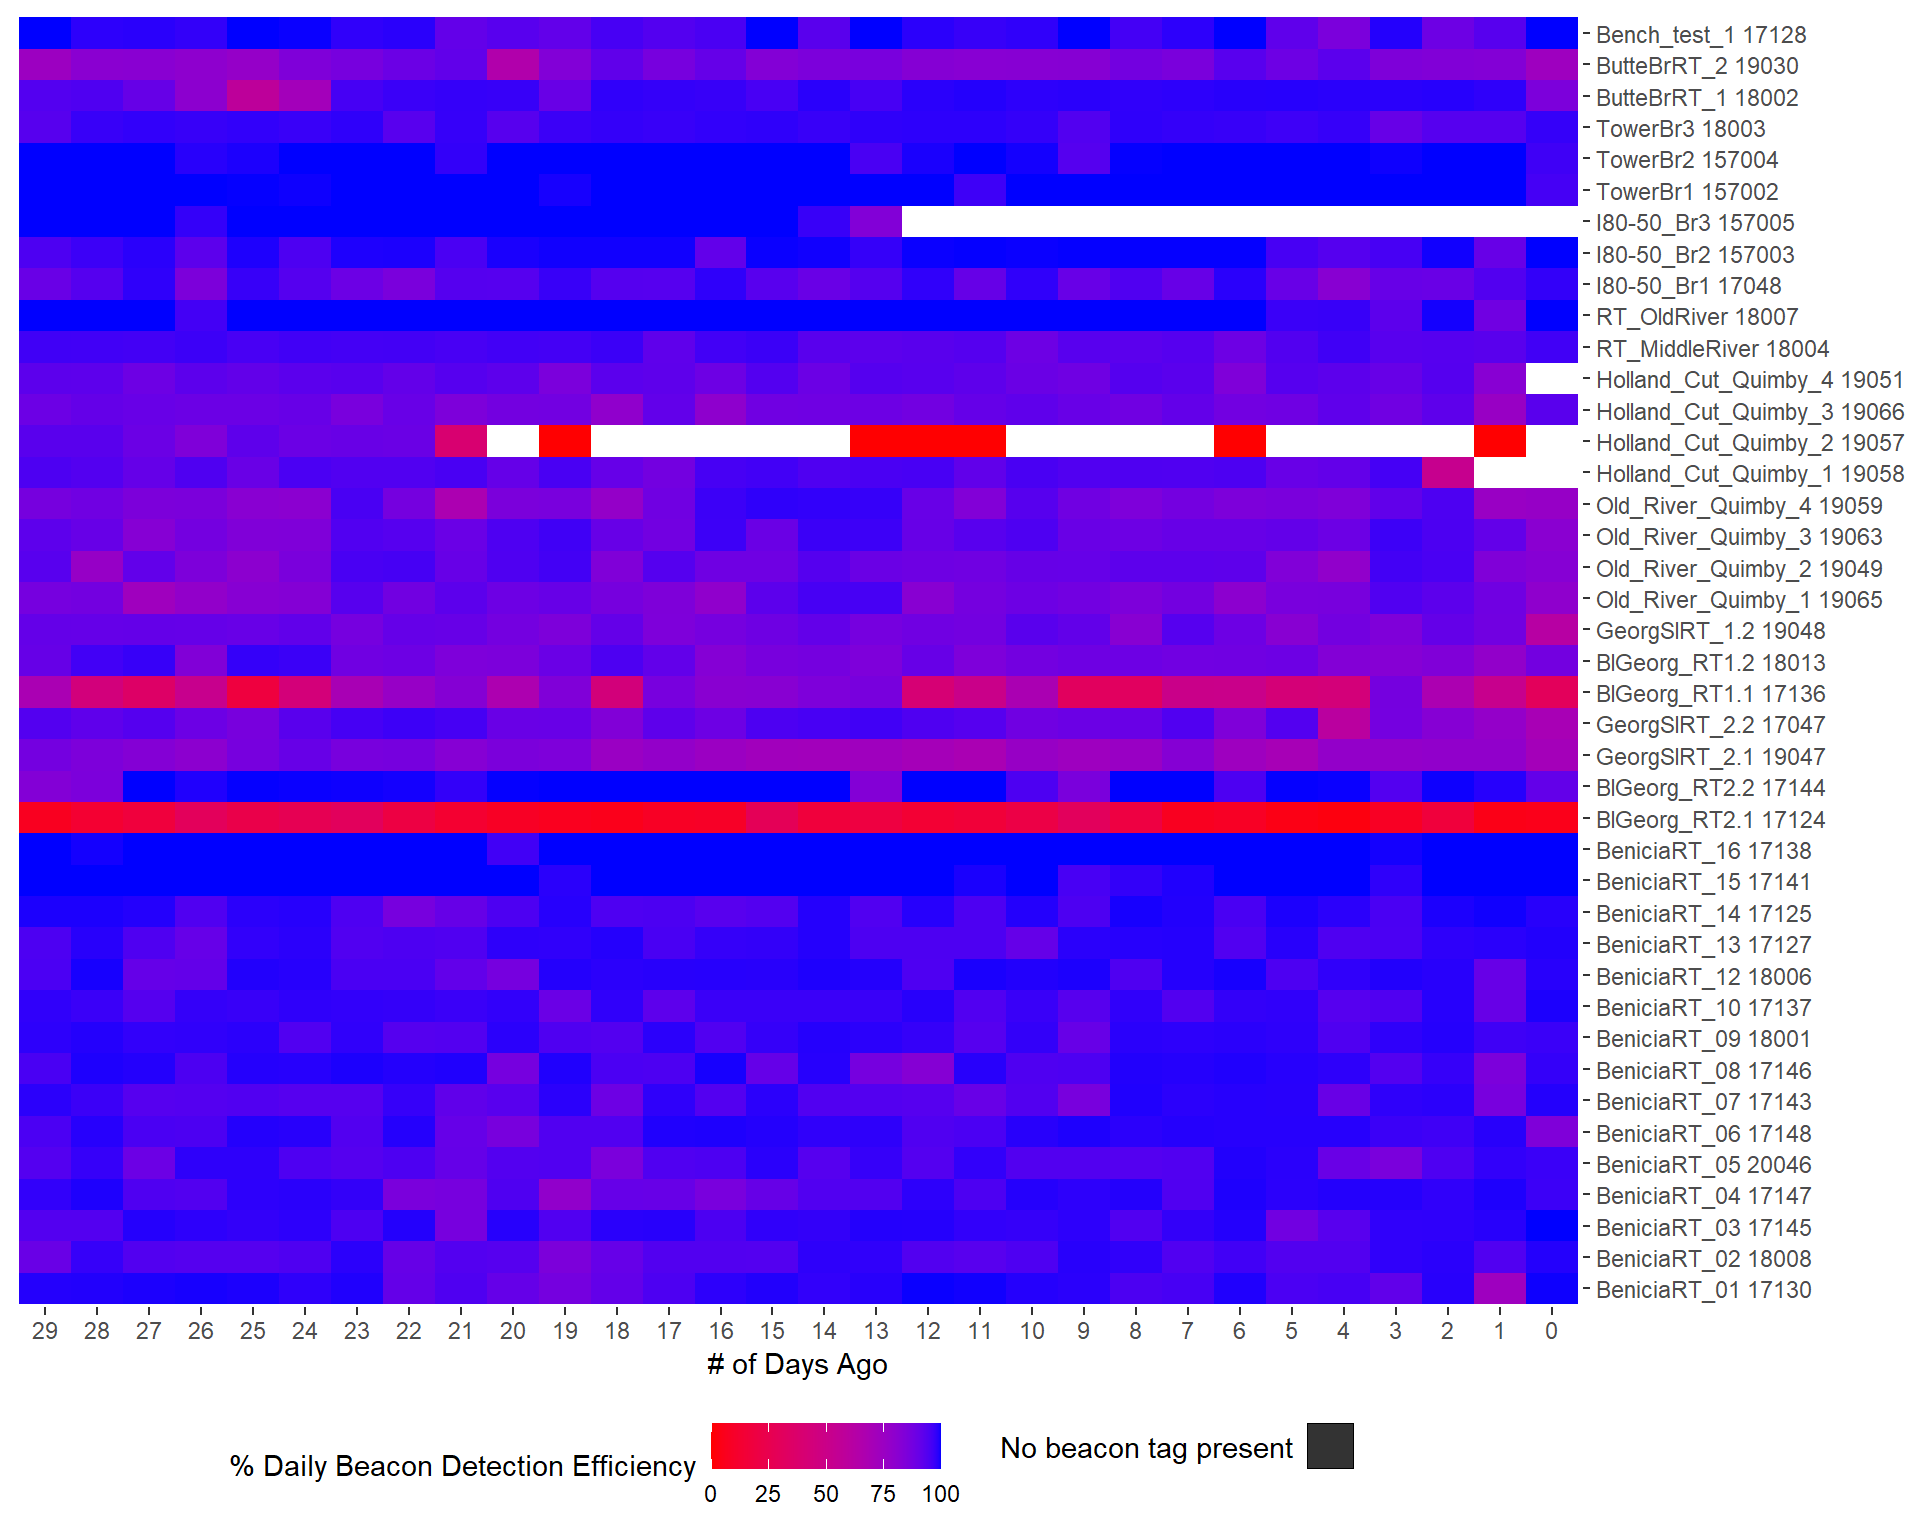 Bench_test_1 17128
ButteBrRT_2 19030
ButteBrRT_1 18002
TowerBr3 18003
TowerBr2 157004
TowerBr1 157002
I80-50_Br3 157005
I80-50_Br2 157003
I80-50_Br1 17048
RT_OldRiver 18007
RT_MiddleRiver 18004
Holland_Cut_Quimby_4 19051
Holland_Cut_Quimby_3 19066
Holland_Cut_Quimby_2 19057
Holland_Cut_Quimby_1 19058
Old_River_Quimby_4 19059
Old_River_Quimby_3 19063
Old_River_Quimby_2 19049
Old_River_Quimby_1 19065
GeorgSlRT_1.2 19048
BlGeorg_RT1.2 18013
BlGeorg_RT1.1 17136
GeorgSlRT_2.2 17047
GeorgSlRT_2.1 19047
BlGeorg_RT2.2 17144
BlGeorg_RT2.1 17124
BeniciaRT_16 17138
BeniciaRT_15 17141
BeniciaRT_14 17125
BeniciaRT_13 17127
BeniciaRT_12 18006
BeniciaRT_10 17137
BeniciaRT_09 18001
BeniciaRT_08 17146
BeniciaRT_07 17143
BeniciaRT_06 17148
BeniciaRT_05 20046
BeniciaRT_04 17147
BeniciaRT_03 17145
BeniciaRT_02 18008
BeniciaRT_01 17130
29 28 27 26 25 24 23 22 21 20 19 18 17 16 15 14 13 12 11 10 9 8 7 6 5 4 3 2 1 0
# of Days Ago
% Daily Beacon Detection Efficiency
0 25 50 75 100
No beacon tag present